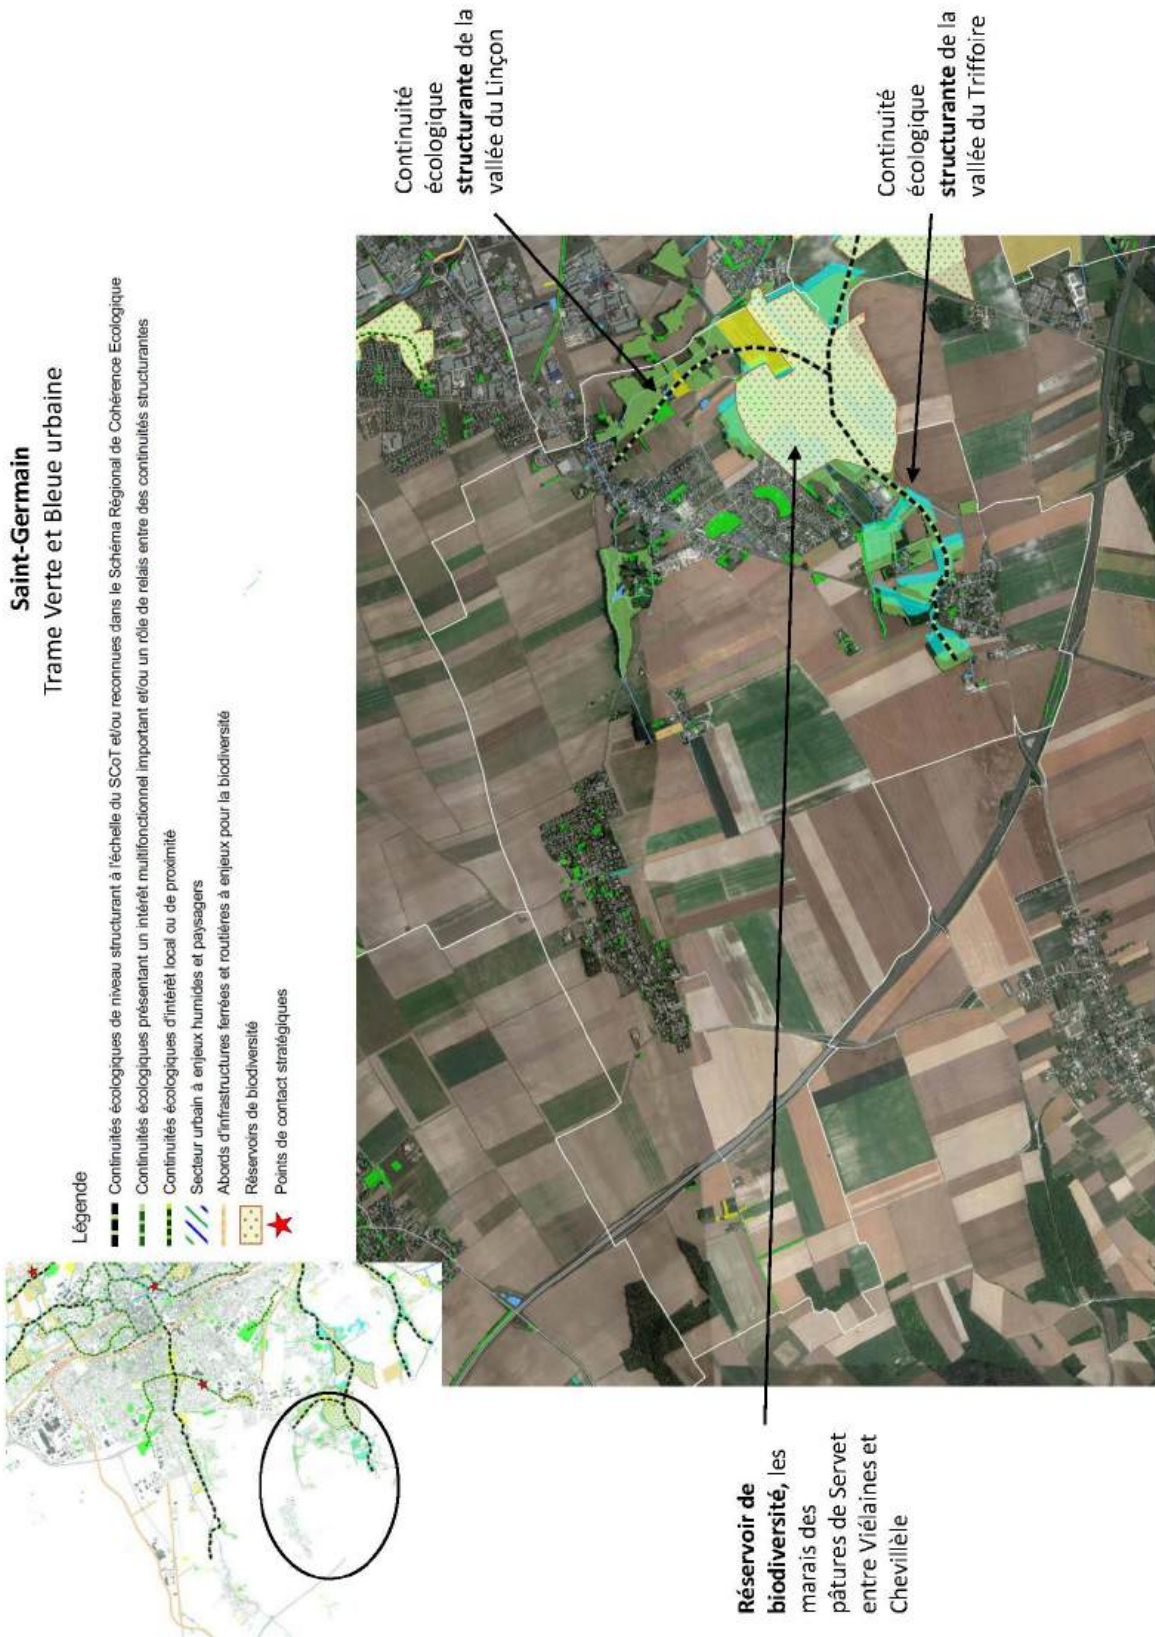 Saint-Germain
Trame Verte et Bleue urbaine
Légende
Continuités écologiques de niveau structurant à l'échelle du SCoT et/ou reconnues dans le Schéma Régional de Cohérence Ecologique
Continuités écologiques présentant un intérêt multifonctionnel important et/ou un rôle de relais entre des continuités structurantes
Continuités écologiques d'intérêt local ou de proximité
Secteur urbain à enjeux humides et paysagers
Abords d'infrastructures ferrées et routières à enjeux pour la biodiversité
Réservoirs de biodiversité
Points de contact stratégiques
Continuité
écologique
structurante de la
vallée du Linçon
Continuité
écologique
structurante de la
vallée du Triffoire
Réservoir de
biodiversité, les
marais des
pâtures de Servet
entre Viélaines et
Chevillèle